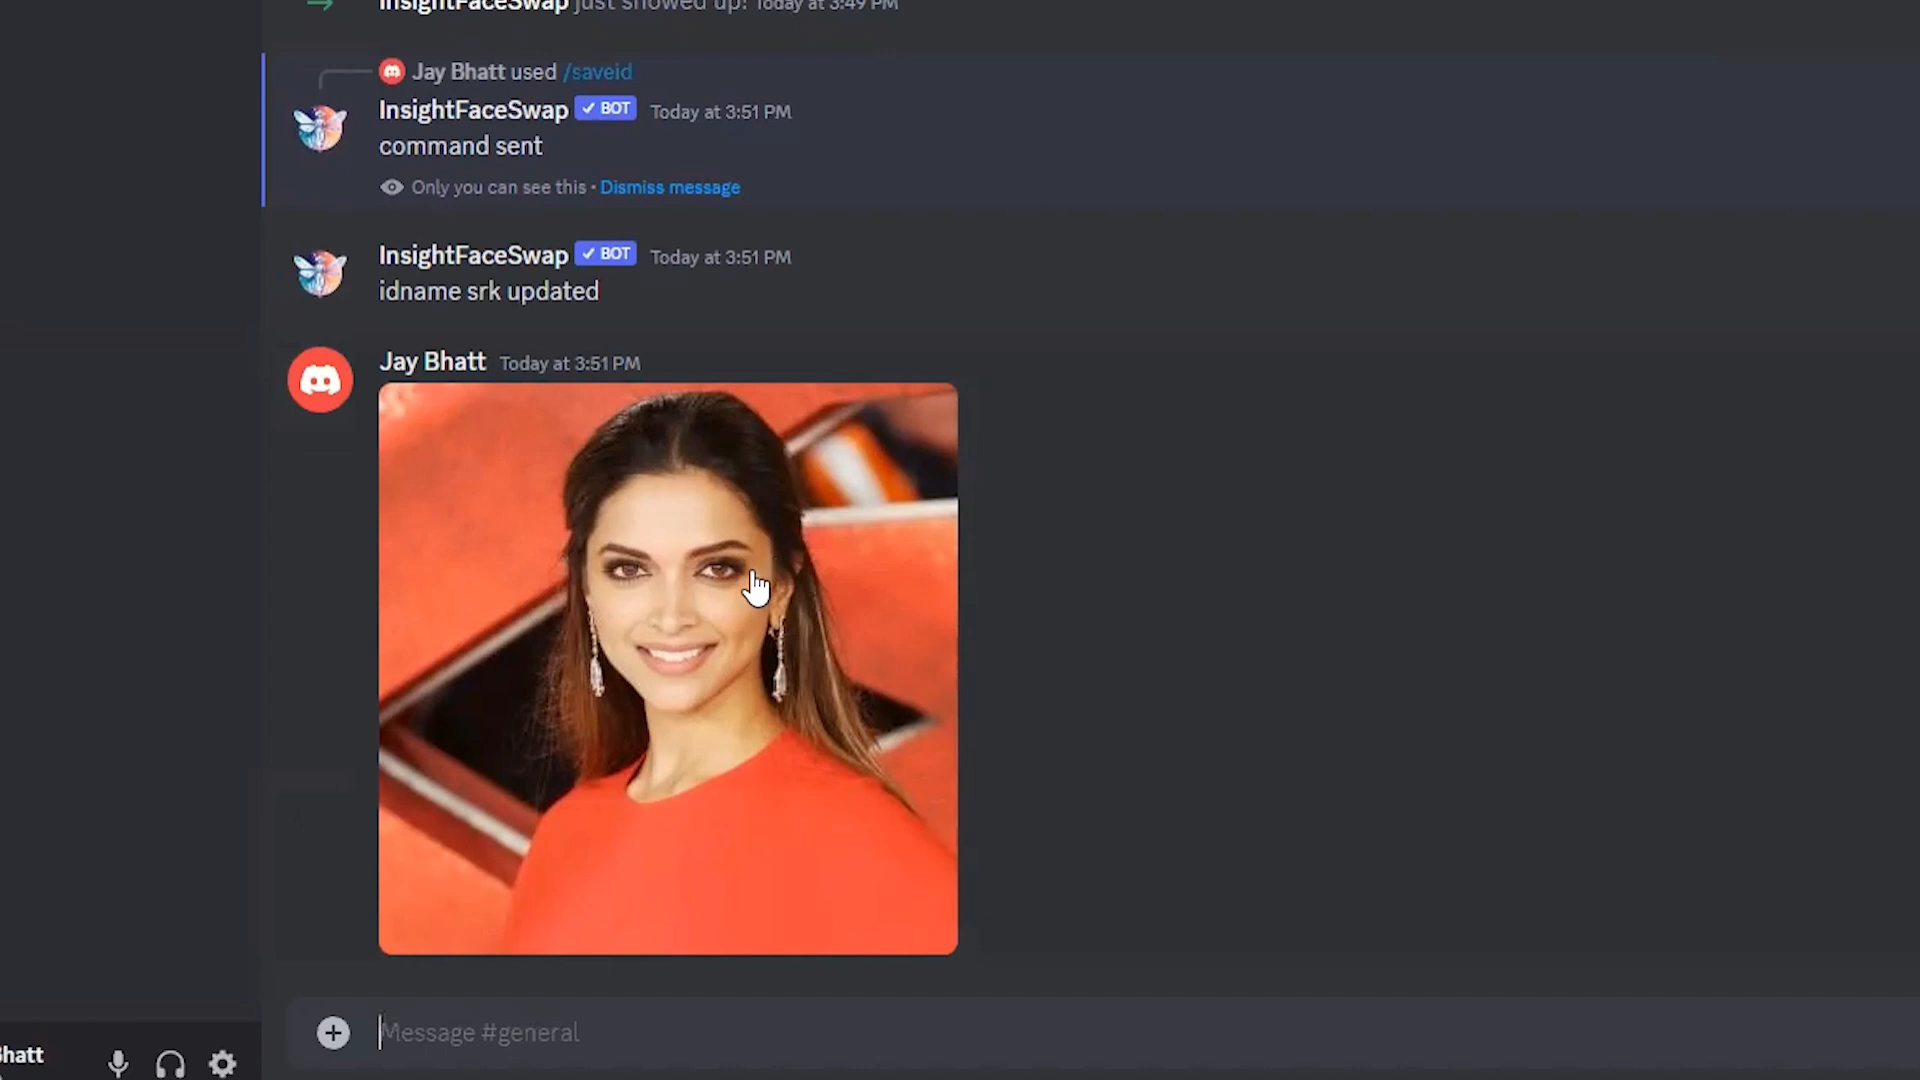 InsightFaceSwap just showed up! Today at 3:49 PM
Jay Bhatt used /saveid
InsightFaceSwap ✓ BOT Today at 3:51 PM
command sent
Only you can see this • Dismiss message
InsightFaceSwap ✓ BOT Today at 3:51 PM
idname srk updated
Jay Bhatt Today at 3:51 PM
Message #general
Bhatt